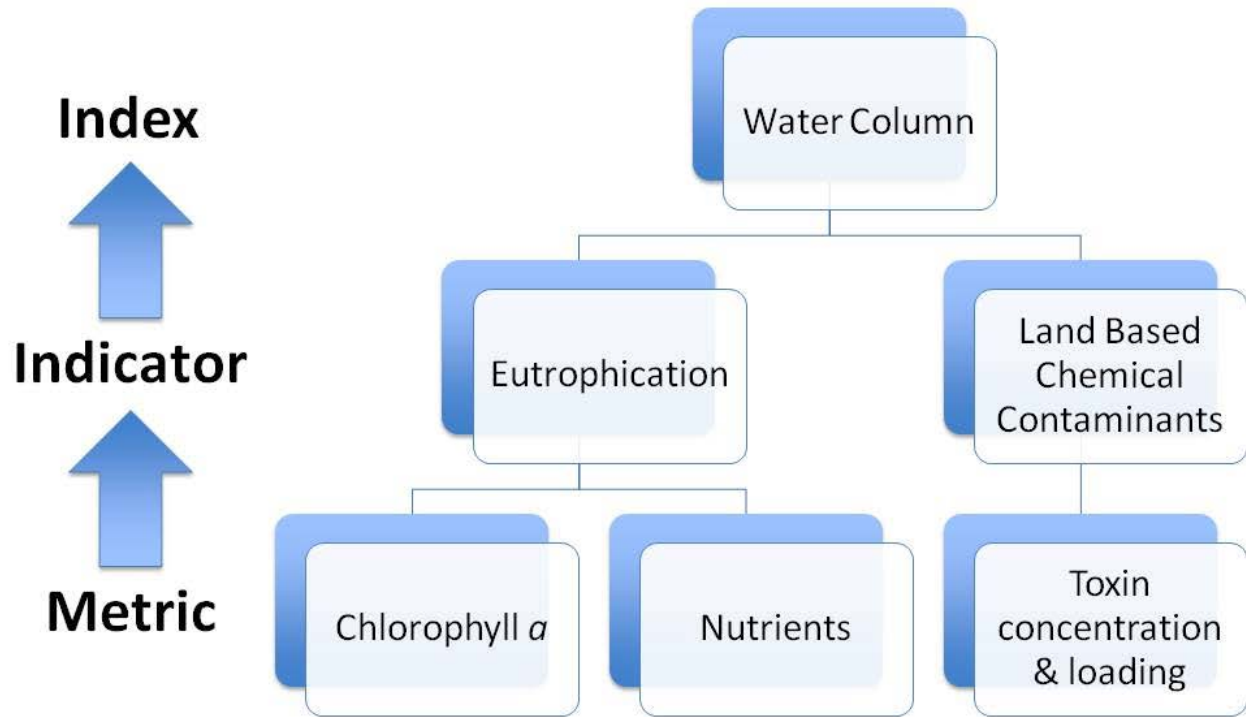 Index
Water Column
Indicator
Eutrophication
Land Based
Chemical
Contaminants
Metric
Chlorophyll a
Nutrients
Toxin
concentration
& loading